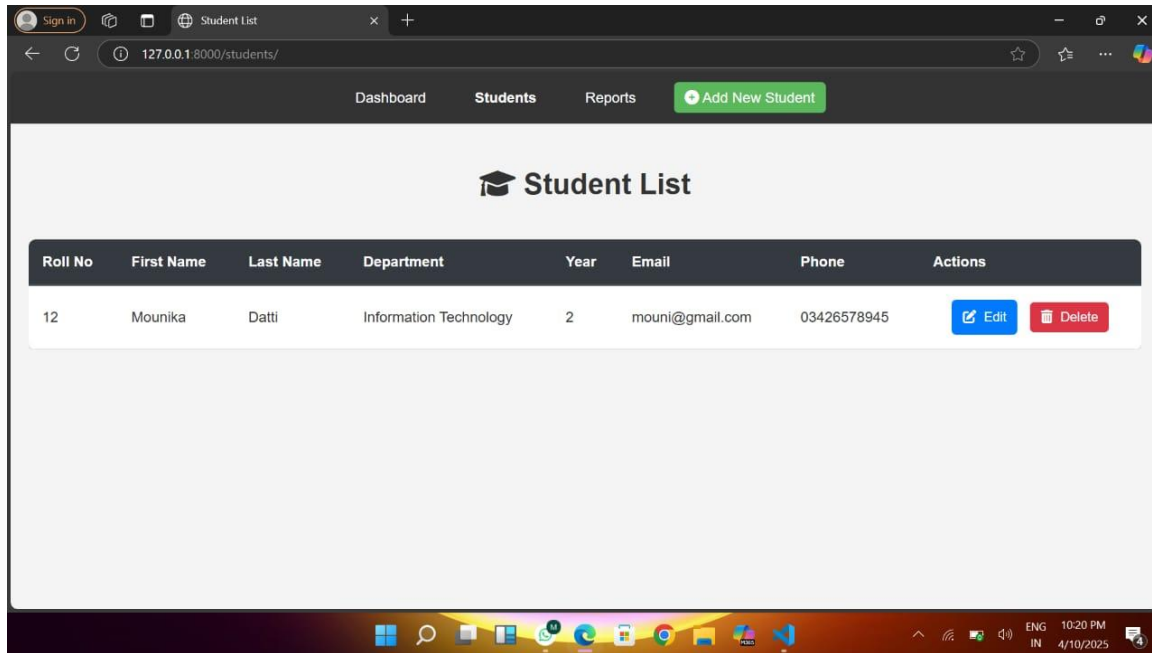 Sign in
Student List
127.0.0.1:8000/students/
Dashboard Students Reports Add New Student
Student List
Roll No First Name Last Name Department Year Email Phone Actions
12 Mounika Datti Information Technology 2 mouni@gmail.com 03426578945 Edit Delete
ENG 10:20 PM
IN 4/10/2025
4